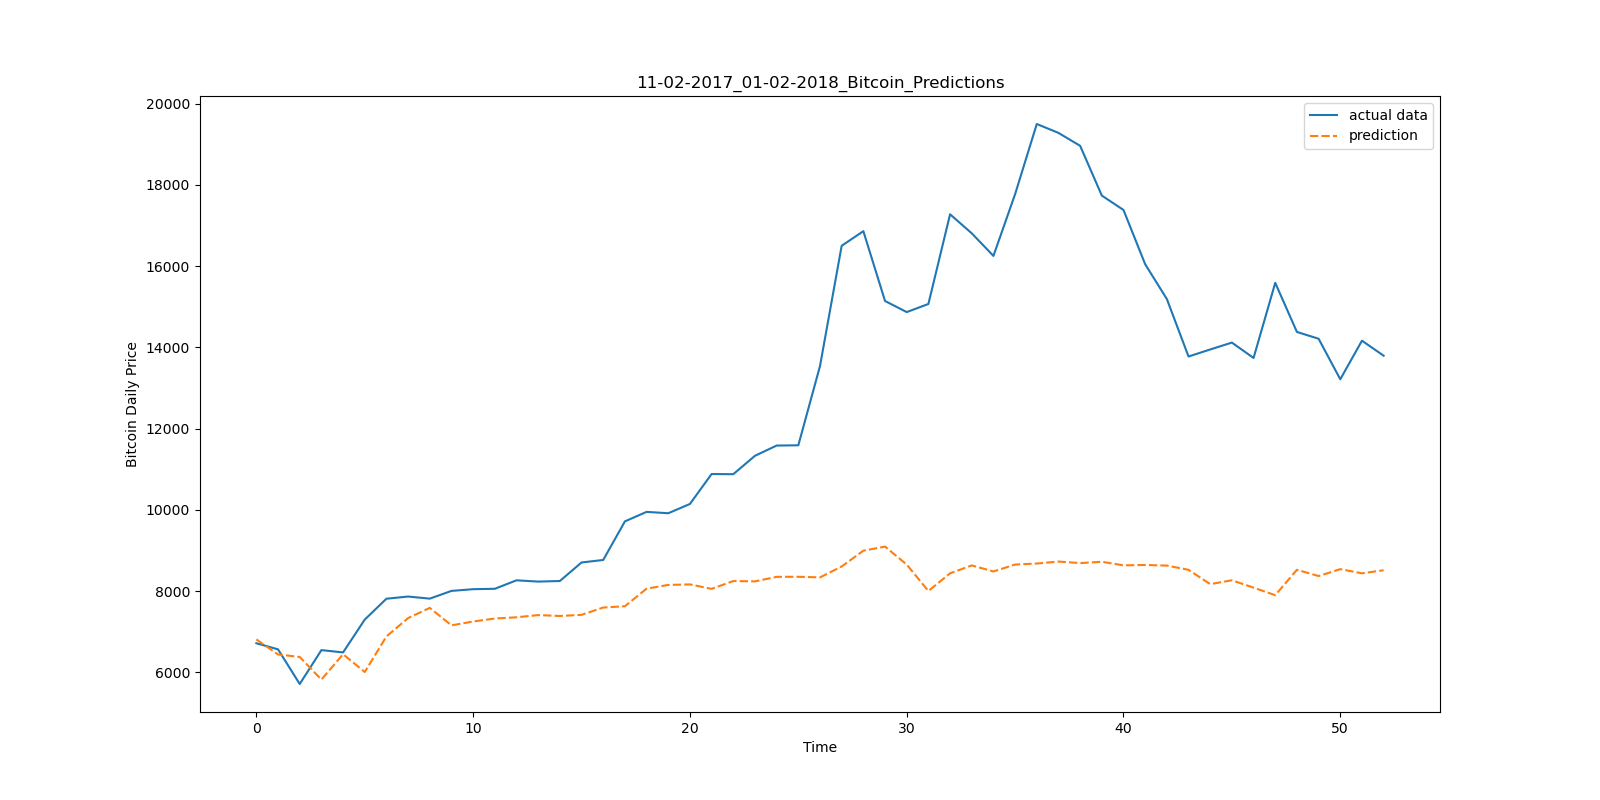 11-02-2017_01-02-2018_Bitcoin_Predictions
actual data
prediction
Bitcoin Daily Price
20000
18000
16000
14000
12000
10000
8000
6000
0 10 20 30 40 50
Time